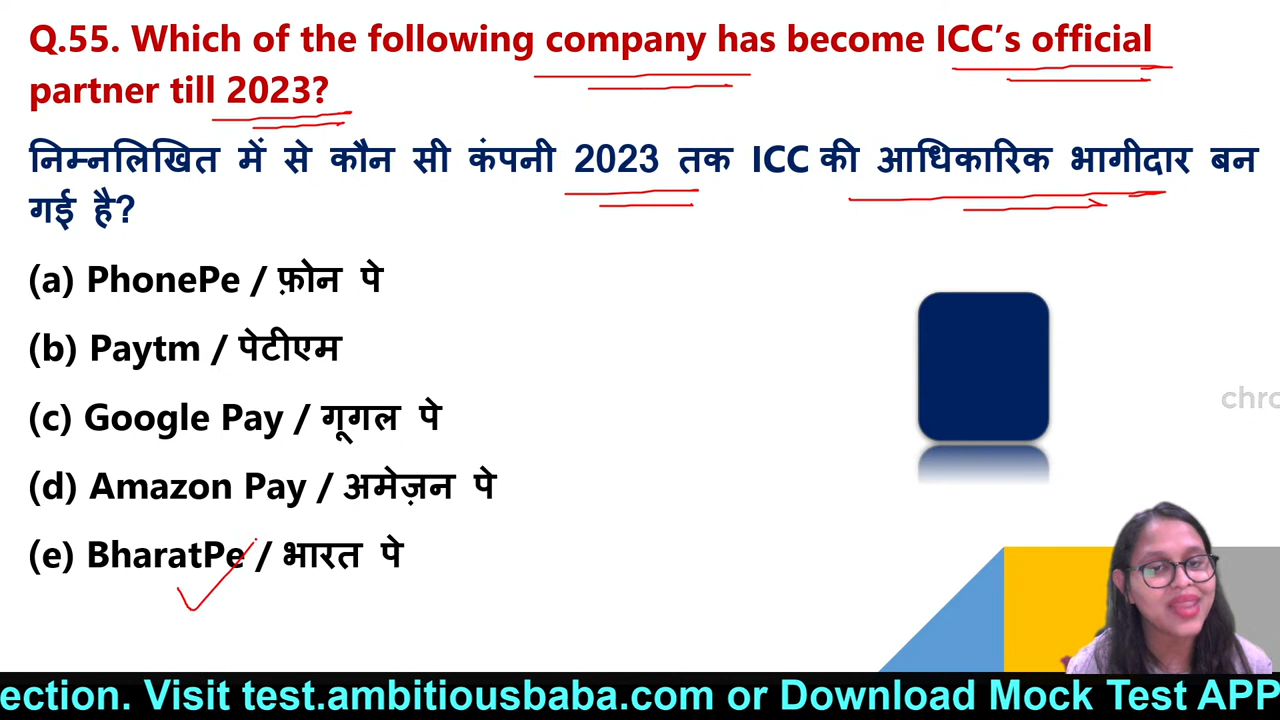 Q.55. Which of the following company has become ICC’s official
partner till 2023?
निम्नलिखित में से कौन सी कंपनी 2023 तक ICC की आधिकारिक भागीदार बन
गई है?
(a) PhonePe / फ़ोन पे
(b) Paytm / पेटीएम
(c) Google Pay / गूगल पे
(d) Amazon Pay / अमेज़न पे
(e) BharatPe / भारत पे
chro
ection. Visit test.ambitiousbaba.com or Download Mock Test APP